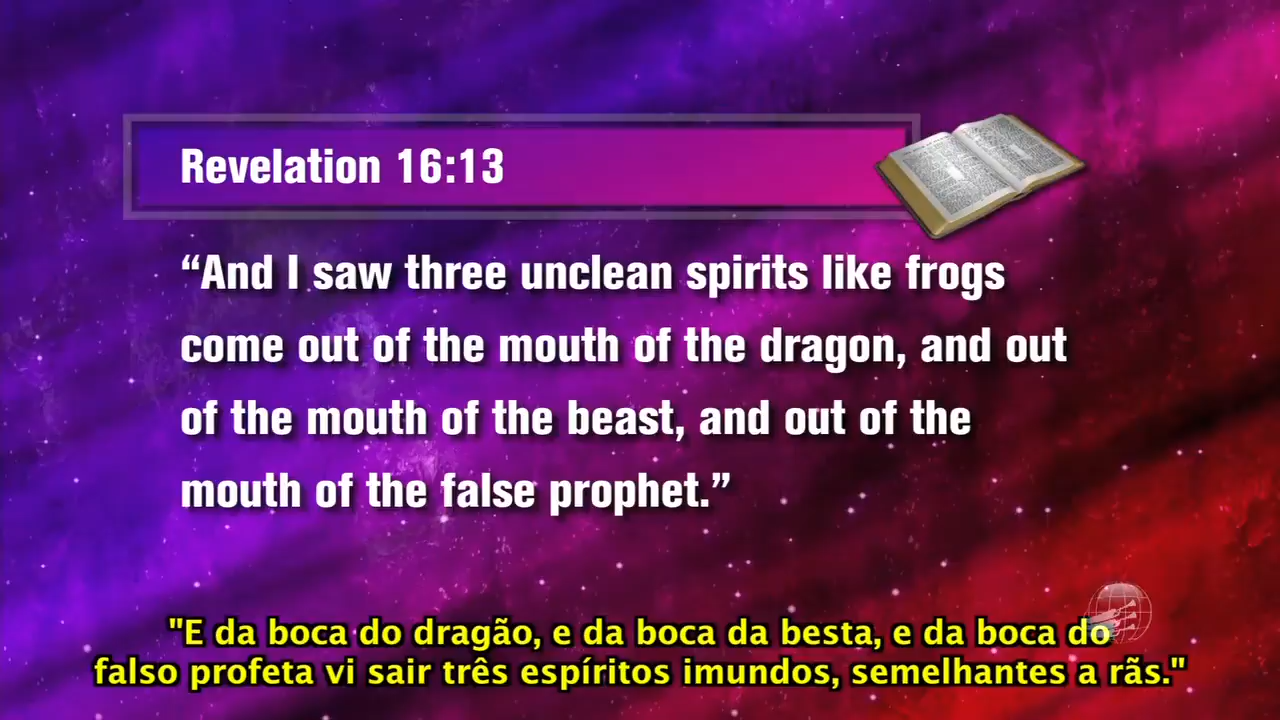 Revelation 16:13
“And I saw three unclean spirits like frogs
come out of the mouth of the dragon, and out
of the mouth of the beast, and out of the
mouth of the false prophet.”
"E da boca do dragão, e da boca da besta, e da boca do
falso profeta vi sair três espíritos imundos, semelhantes a rãs."